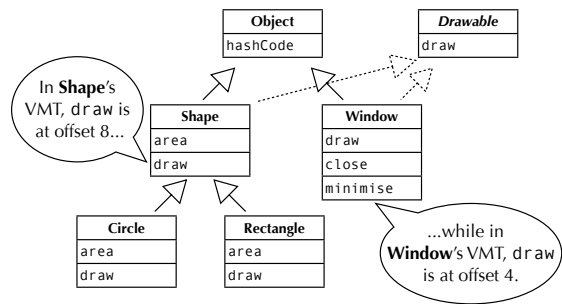 Object
hashCode
Drawable
draw
In Shape's
VMT, draw is
at offset 8...
Shape
area
draw
Window
draw
close
minimise
Circle
area
draw
Rectangle
area
draw
...while in
Window's VMT, draw
is at offset 4.